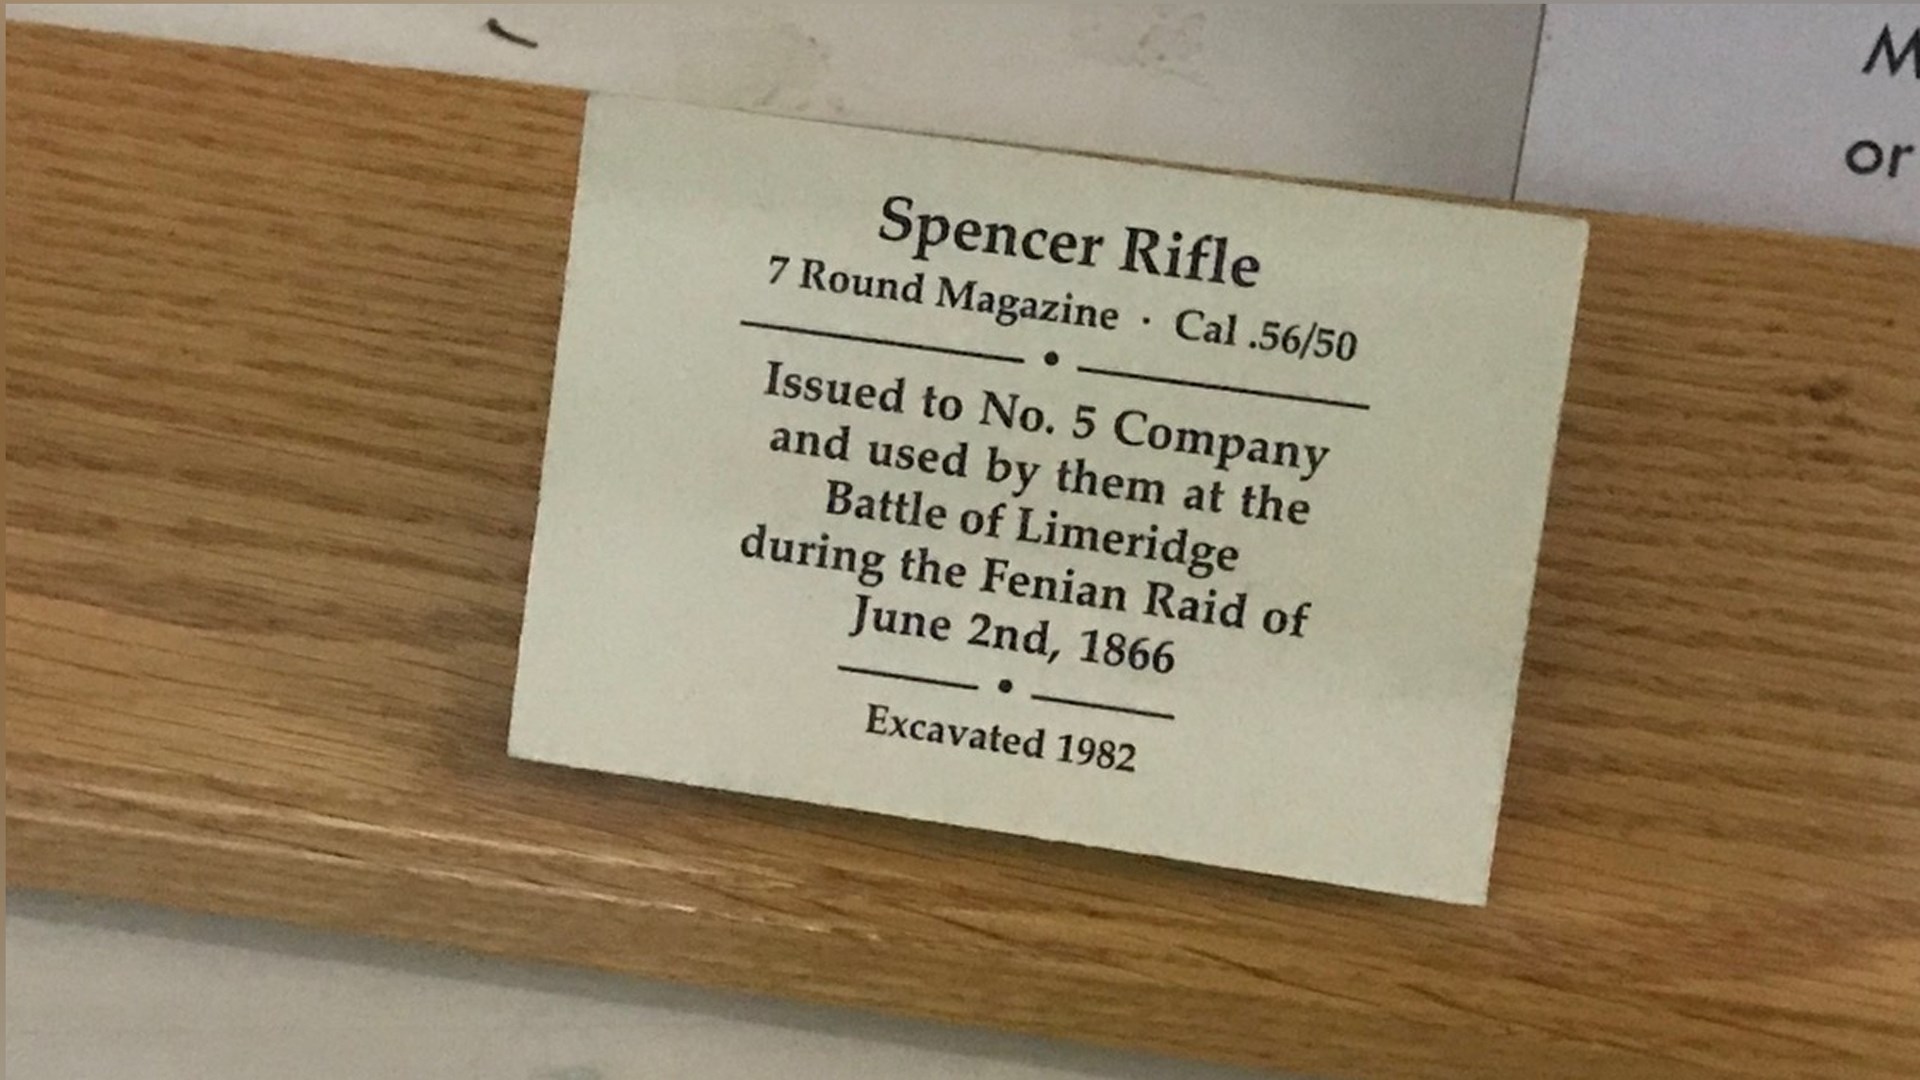 Spencer Rifle
7 Round Magazine · Cal .56/50
Issued to No. 5 Company
and used by them at the
Battle of Limeridge
during the Fenian Raid of
June 2nd, 1866
Excavated 1982
or